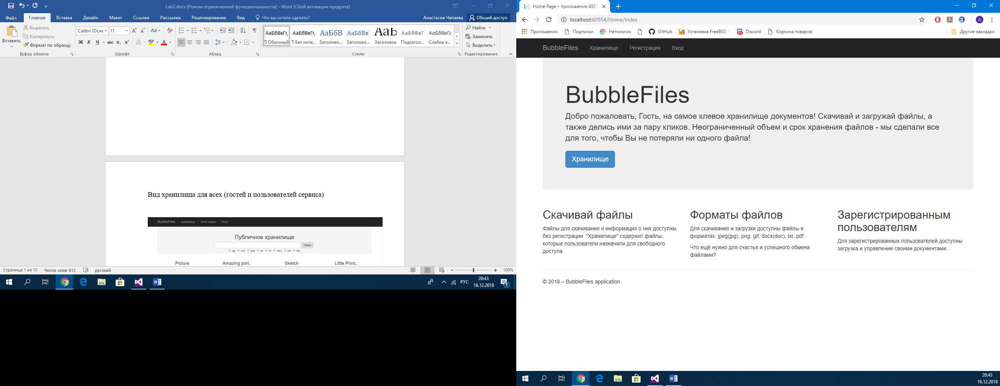 Lab2.docx [Режим ограниченной функциональности] - Word (Сбой активации продукта)
Файл Главная Вставка Дизайн Макет Ссылки Рассылки Рецензирование Вид Что вы хотите сделать? Анастасия Чапаева Общий доступ
Вставить
Вырезать
Копировать
Формат по образцу
Буфер обмена
Calibri (Оснс 11
Ж К Ч abc x₂ x²
Шрифт
Абзац
АаБбВвГг, АаБбВвГг, АаБбВ АаБбВв АаБ АаБбВвГ АаБбВвГг
¶ Обычный ¶ Без инте... Заголово... Заголово... Заголовок Подзагол... Слабое в...
Стили
Найти
Заменить
Выделить
Редактирование
Вид хранилища для всех (гостей и пользователей сервиса)
BubbleFiles Хранилище Регистрация Вход
Публичное хранилище
Поиск
.jpg .png .jpeg .gif .txt .docx .pdf .doc
Picture Amazing port.. Sketch Little Princ..
Страница 1 из 10 Число слов: 612 русский 100%
РУС 20:43
16.12.2018
1
Home Page – приложение ASP.
localhost:60954/Home/Index
Приложения Подписки Нетология GitHub Установка FreeBSD Discord Корзина товаров Другие закладки
BubbleFiles Хранилище Регистрация Вход
BubbleFiles
Добро пожаловать, Гость, на самое клевое хранилище документов! Скачивай и загружай файлы, а
также делись ими за пару кликов. Неограниченный объем и срок хранения файлов - мы сделали все
для того, чтобы Вы не потеряли ни одного файла!
Хранилище
Скачивай файлы
Файлы для скачивания и информация о них доступны
без регистрации. "Хранилище" содержит файлы,
которые пользователи назначили для свободного
доступа.
Форматы файлов
Для скачивания и загрузки доступны файлы в
форматах: jpeg(jpg), png, gif, docx(doc), txt, pdf.
Что ещё нужно для счастья и успешного обмена
файлами?
Зарегистрированным
пользователям
Для зарегистрированных пользователей доступны
загрузка и управление своими документами.
© 2018 – BubbleFiles application
20:43
16.12.2018